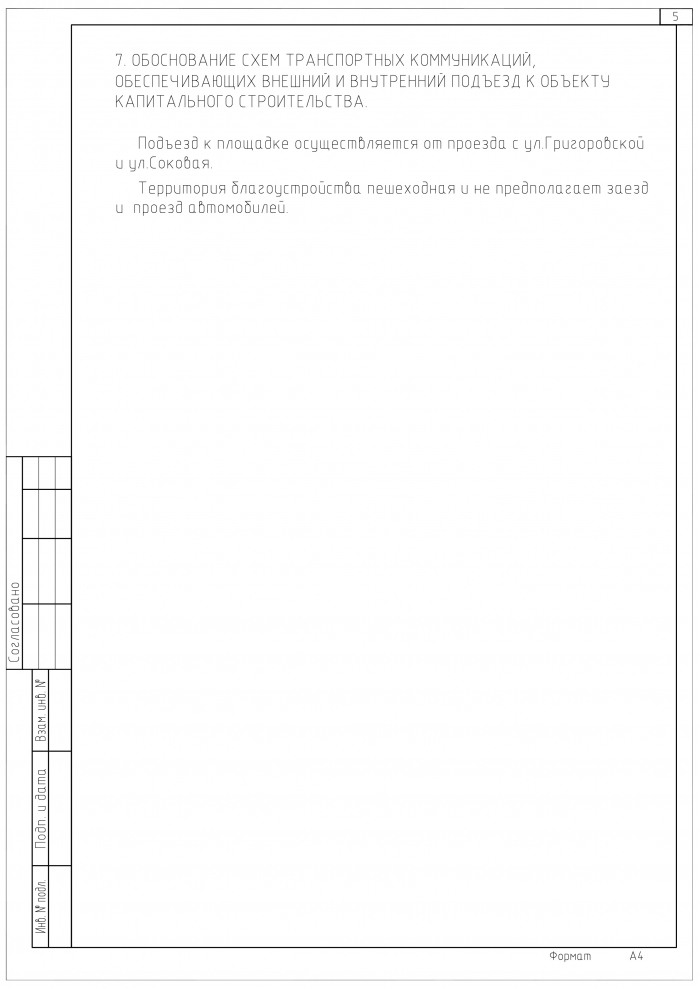 5
7. ОБОСНОВАНИЕ СХЕМ ТРАНСПОРТНЫХ КОММУНИКАЦИЙ,
ОБЕСПЕЧИВАЮЩИХ ВНЕШНИЙ И ВНУТРЕННИЙ ПОДЪЕЗД К ОБЪЕКТУ
КАПИТАЛЬНОГО СТРОИТЕЛЬСТВА.
Подъезд к площадке осуществляется от проезда с ул.Григоровской
и ул.Соковая.
Территория благоустройства пешеходная и не предполагает заезд
и проезд автомобилей.
Согласовано
Взам. инв. №
Подп. и дата
Инв. № подл.
Формат А4